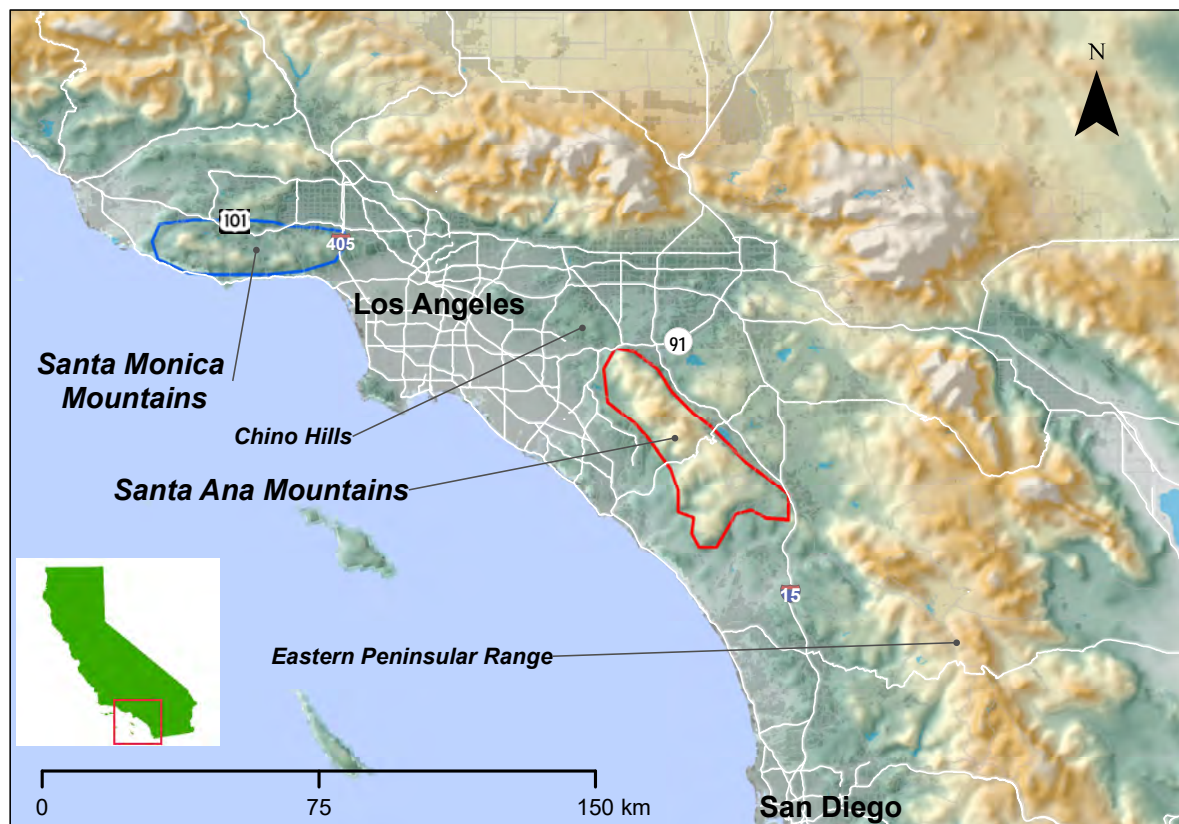 N
101
405
Los Angeles
Santa Monica
Mountains
91
Chino Hills
Santa Ana Mountains
15
Eastern Peninsular Range
0
75
150 km
San Diego